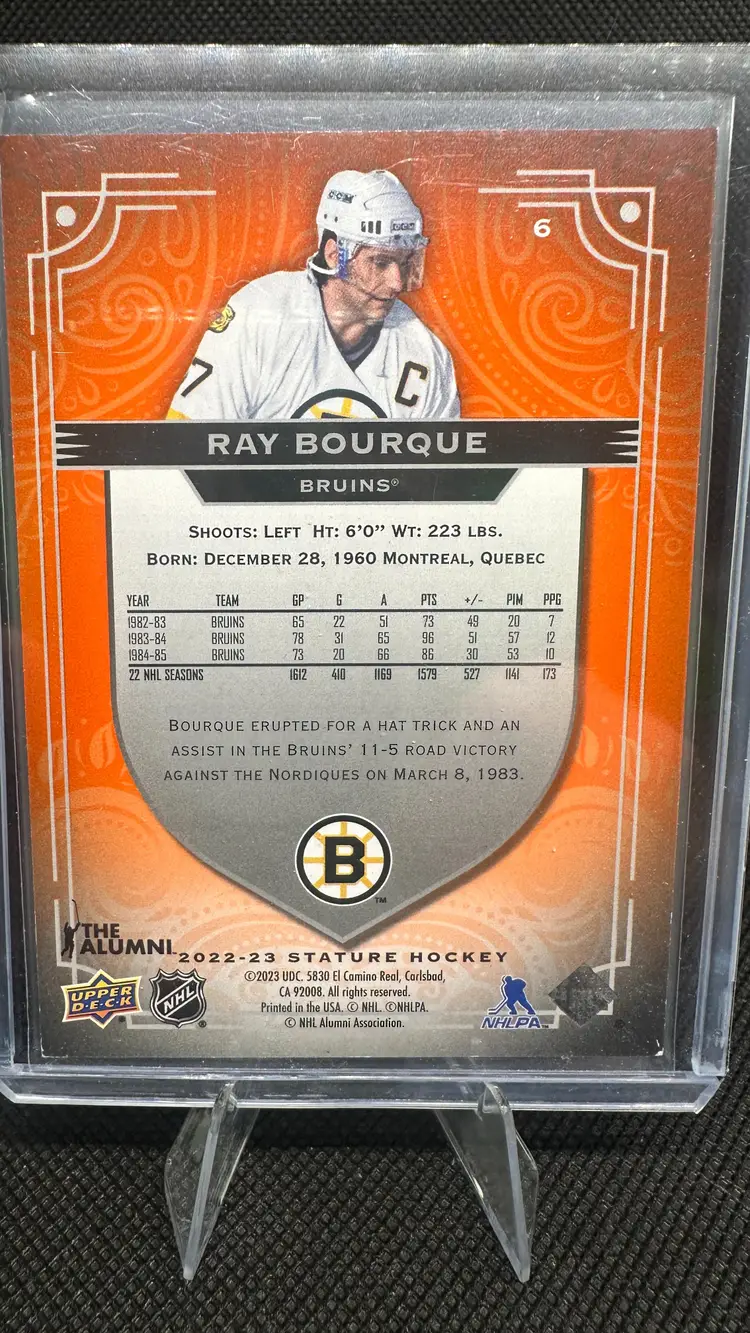 6
CCM
CCM
7
C
RAY BOURQUE
BRUINS®
SHOOTS: LEFT HT: 6'0" WT: 223 LBS.
BORN: DECEMBER 28, 1960 MONTREAL, QUEBEC
YEAR TEAM GP G A PTS +/- PIM PPG
1982-83 BRUINS 65 22 51 73 49 20 7
1983-84 BRUINS 78 31 65 96 51 57 12
1984-85 BRUINS 73 20 66 86 30 53 10
22 NHL SEASONS 1612 410 1169 1579 527 1141 173
BOURQUE ERUPTED FOR A HAT TRICK AND AN
ASSIST IN THE BRUINS' 11-5 ROAD VICTORY
AGAINST THE NORDIQUES ON MARCH 8, 1983.
B
TM
THE
ALUMNI
2022-23 STATURE HOCKEY
©2023 UDC. 5830 El Camino Real, Carlsbad,
CA 92008. All rights reserved.
Printed in the USA. © NHL. ©NHLPA.
© NHL Alumni Association.
UPPER
D·E·C·K
NHL
NHLPA